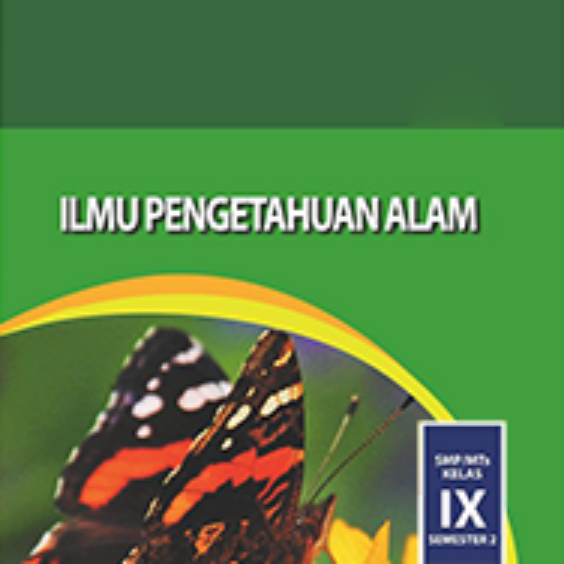 ILMU PENGETAHUAN ALAM
SMP/MTs
KELAS
IX
SEMESTER 2